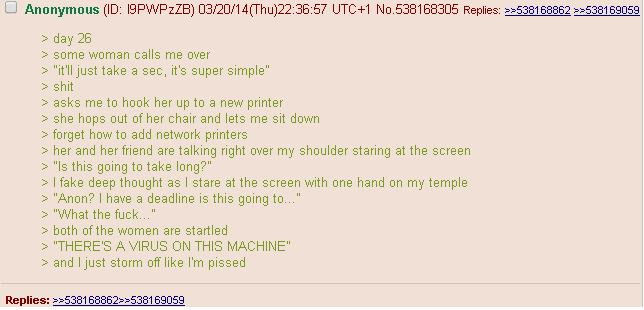 Anonymous (ID: I9PWPzZB) 03/20/14(Thu)22:36:57 UTC+1 No.538168305 Replies: >>538168862 >>538169059
> day 26
> some woman calls me over
> "it'll just take a sec, it's super simple"
> shit
> asks me to hook her up to a new printer
> she hops out of her chair and lets me sit down
> forget how to add network printers
> her and her friend are talking right over my shoulder staring at the screen
> "Is this going to take long?"
> I fake deep thought as I stare at the screen with one hand on my temple
> "Anon? I have a deadline is this going to..."
> "What the fuck..."
> both of the women are startled
> "THERE'S A VIRUS ON THIS MACHINE"
> and I just storm off like I'm pissed
Replies: >>538168862>>538169059